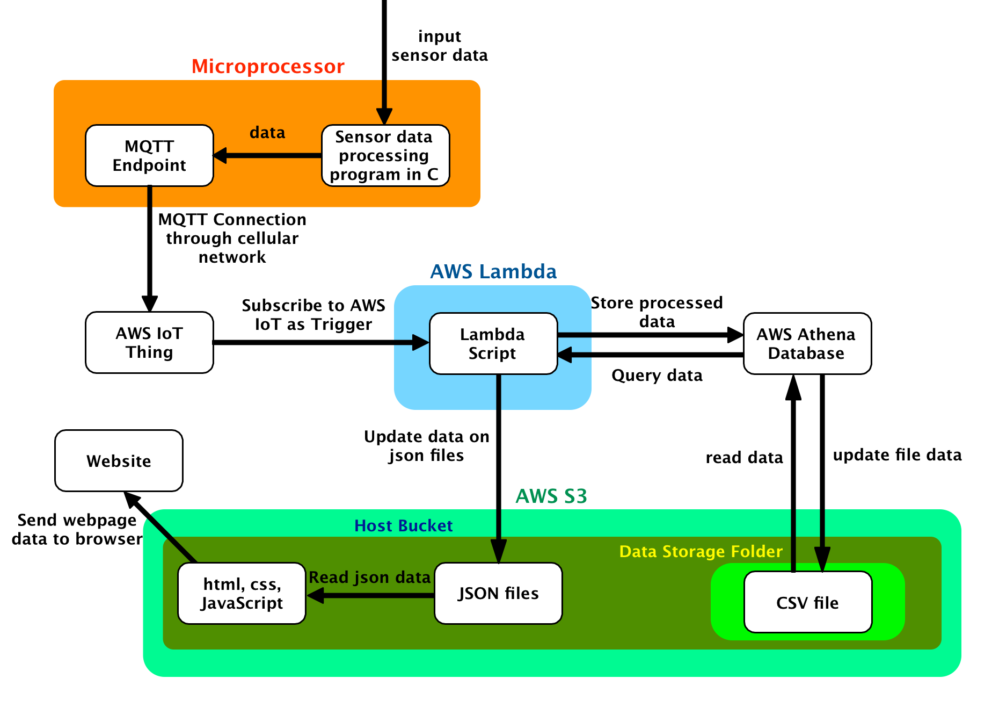 input
sensor data
Microprocessor
MQTT
Endpoint
data
Sensor data
processing
program in C
MQTT Connection
through cellular
network
AWS Lambda
AWS IoT
Thing
Subscribe to AWS
IoT as Trigger
Lambda
Script
Store processed
data
Query data
AWS Athena
Database
Website
Update data on
json files
read data
update file data
AWS S3
Send webpage
data to browser
Host Bucket
Data Storage Folder
html, css,
JavaScript
Read json data
JSON files
CSV file